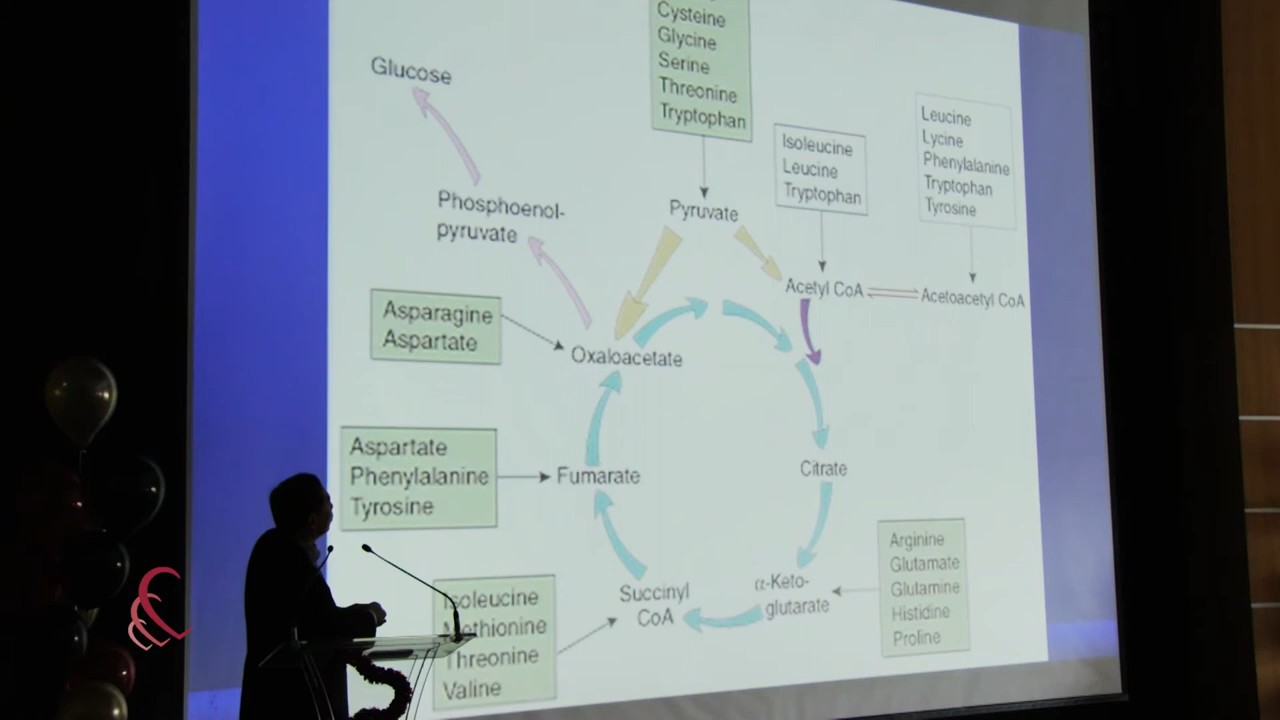 Cysteine
Glycine
Serine
Threonine
Tryptophan
Glucose
Isoleucine
Leucine
Tryptophan
Leucine
Lycine
Phenylalanine
Tryptophan
Tyrosine
Phosphoenol-
pyruvate
Pyruvate
Acetyl CoA
Acetoacetyl CoA
Asparagine
Aspartate
Oxaloacetate
Aspartate
Phenylalanine
Tyrosine
Fumarate
Citrate
Arginine
Glutamate
Glutamine
Histidine
Proline
α-Keto-
glutarate
Succinyl
CoA
Isoleucine
Methionine
Threonine
Valine